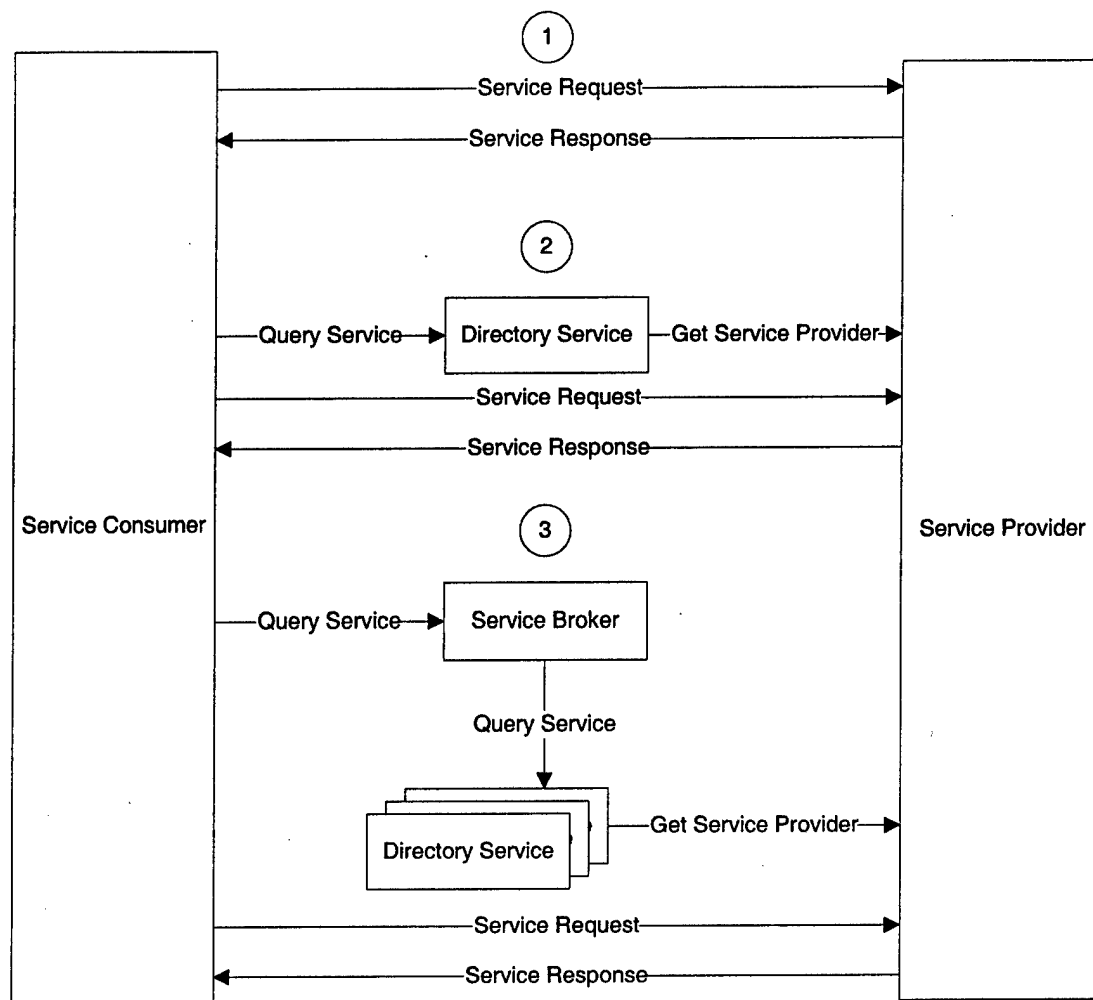 1
Service Request
Service Response
2
Query Service
Directory Service
Get Service Provider
Service Request
Service Response
Service Consumer
Service Provider
3
Query Service
Service Broker
Query Service
Directory Service
Get Service Provider
Service Request
Service Response